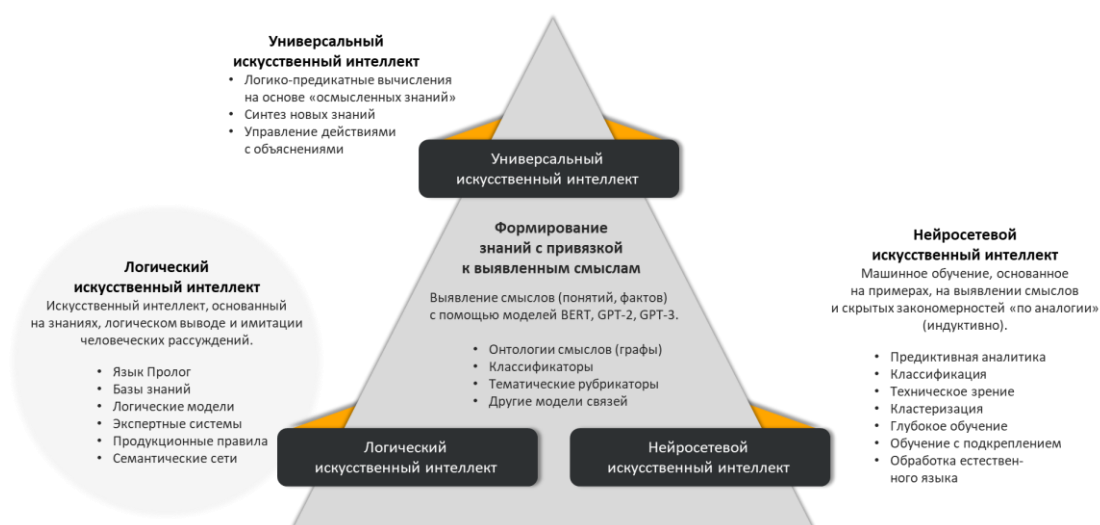 Универсальный
искусственный интеллект
• Логико-предикатные вычисления
на основе «осмысленных знаний»
• Синтез новых знаний
• Управление действиями
с объяснениями
Универсальный
искусственный интеллект
Формирование
знаний с привязкой
к выявленным смыслам
Выявление смыслов (понятий, фактов)
с помощью моделей BERT, GPT-2, GPT-3.
• Онтологии смыслов (графы)
• Классификаторы
• Тематические рубрикаторы
• Другие модели связей
Логический
искусственный интеллект
Искусственный интеллект, основанный
на знаниях, логическом выводе и имитации
человеческих рассуждений.
• Язык Пролог
• Базы знаний
• Логические модели
• Экспертные системы
• Продукционные правила
• Семантические сети
Логический
искусственный интеллект
Нейросетевой
искусственный интеллект
Нейросетевой
искусственный интеллект
Машинное обучение, основанное
на примерах, на выявлении смыслов
и скрытых закономерностей «по аналогии»
(индуктивно).
• Предиктивная аналитика
• Классификация
• Техническое зрение
• Кластеризация
• Глубокое обучение
• Обучение с подкреплением
• Обработка естествен-
ного языка